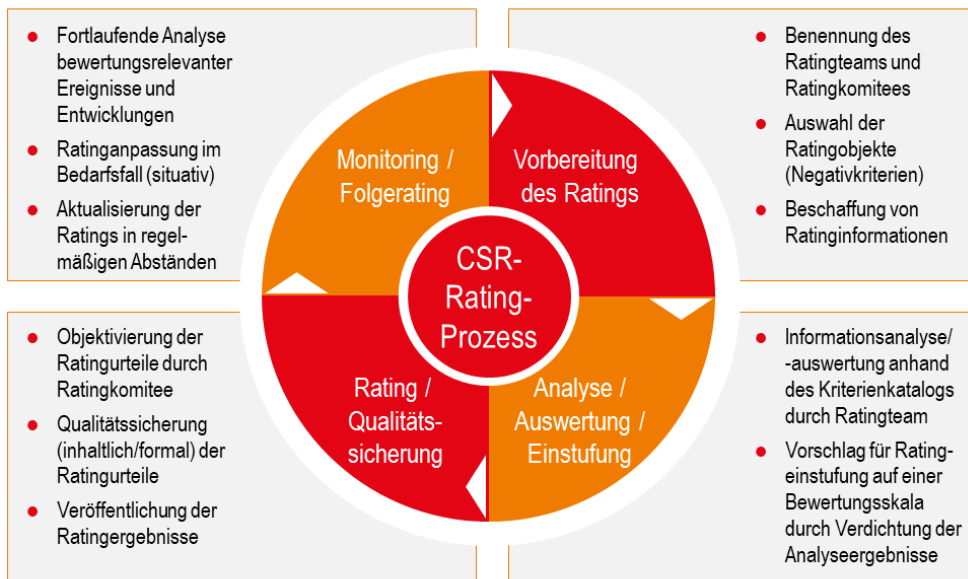 Fortlaufende Analyse
bewertungsrelevanter
Ereignisse und
Entwicklungen
Ratinganpassung im
Bedarfsfall (situativ)
Aktualisierung der
Ratings in regel-
mäßigen Abständen
Benennung des
Ratingteams und
Ratingkomitees
Auswahl der
Ratingobjekte
(Negativkriterien)
Beschaffung von
Ratinginformationen
Monitoring /
Folgerating
Vorbereitung
des Ratings
CSR-
Rating-
Prozess
Rating /
Qualitäts-
sicherung
Analyse /
Auswertung /
Einstufung
Objektivierung der
Ratingurteile durch
Ratingkomitee
Qualitätssicherung
(inhaltlich/formal) der
Ratingurteile
Veröffentlichung der
Ratingergebnisse
Informationsanalyse/
-auswertung anhand
des Kriterienkatalogs
durch Ratingteam
Vorschlag für Rating-
einstufung auf einer
Bewertungsskala
durch Verdichtung der
Analyseergebnisse